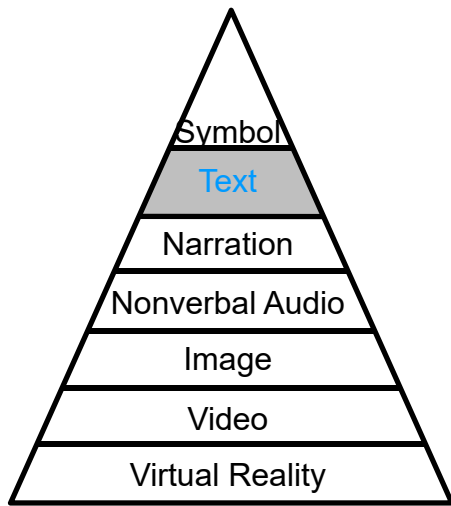 Symbol
Text
Narration
Nonverbal Audio
Image
Video
Virtual Reality